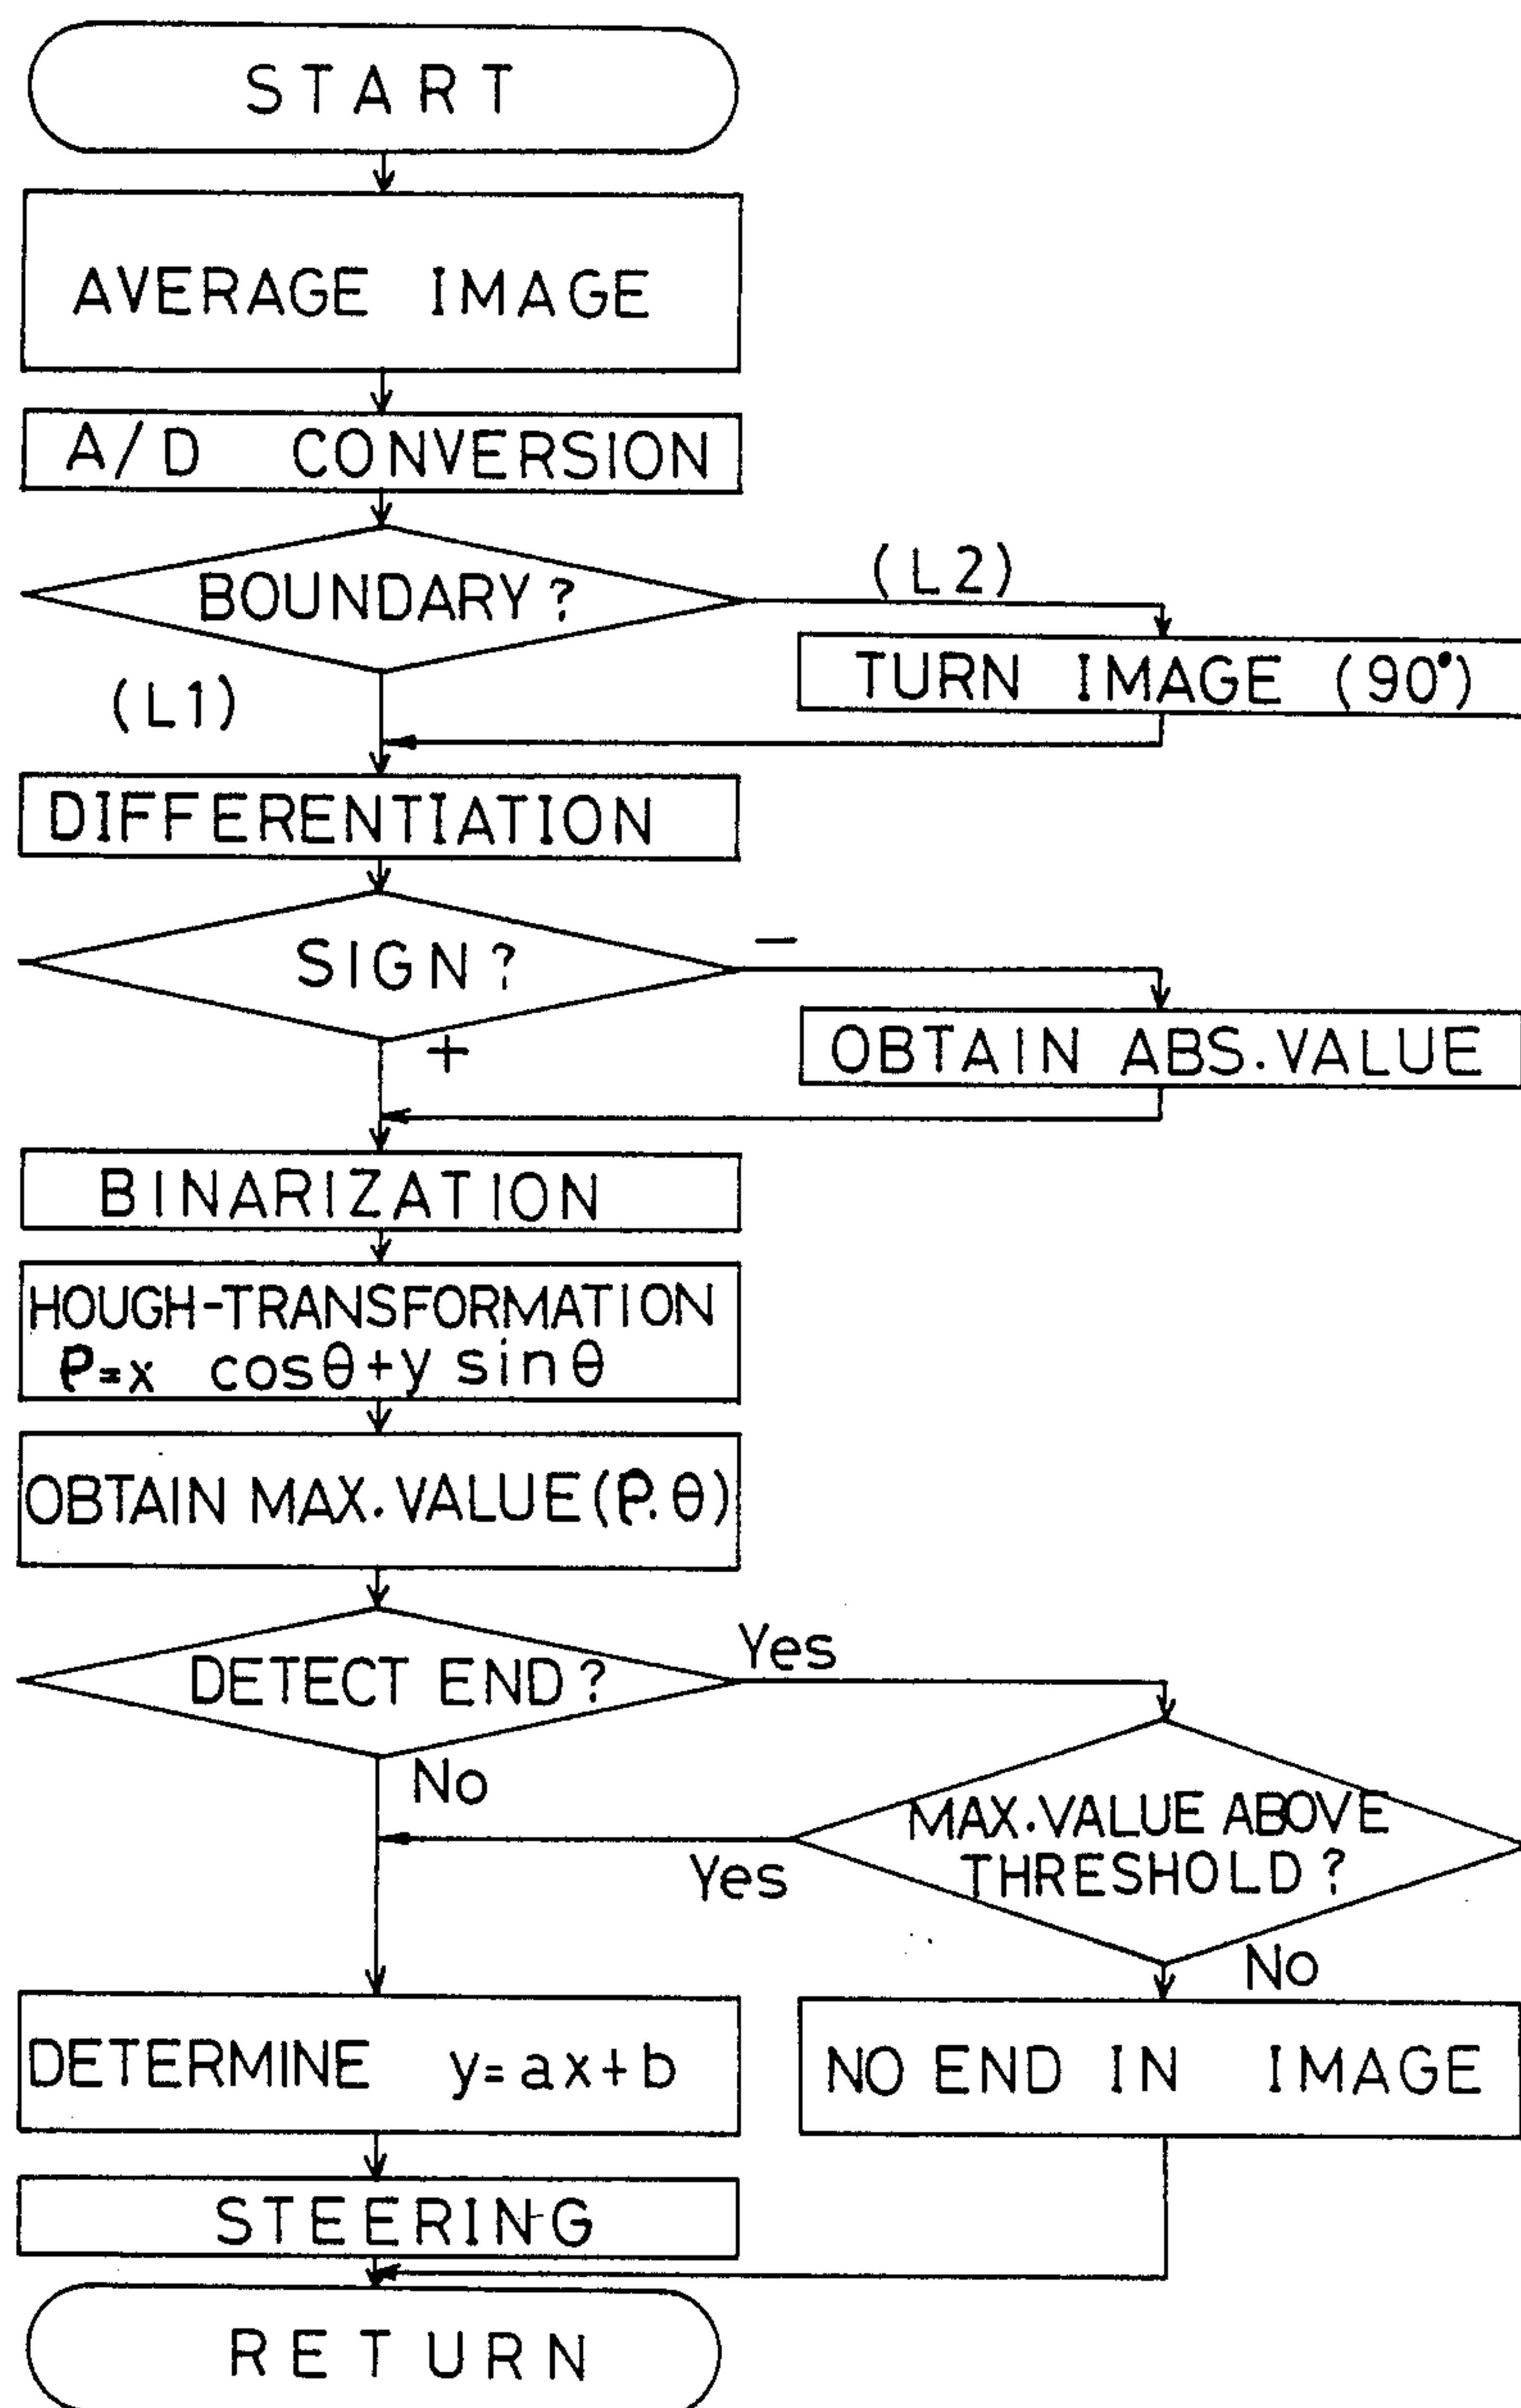 START
AVERAGE IMAGE
A/D CONVERSION
BOUNDARY?
(L2)
TURN IMAGE (90°)
(L1)
DIFFERENTIATION
SIGN?
−
OBTAIN ABS.VALUE
+
BINARIZATION
HOUGH-TRANSFORMATION
ρ=x cosθ+y sinθ
OBTAIN MAX.VALUE(ρ.θ)
DETECT END?
Yes
No
MAX.VALUE ABOVE
THRESHOLD?
Yes
No
DETERMINE y=ax+b
NO END IN IMAGE
STEERING
RETURN